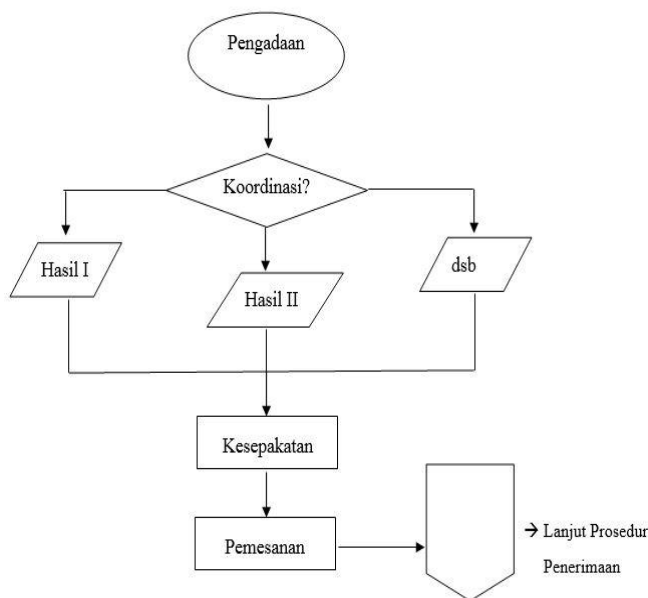 Pengadaan
Koordinasi?
Hasil I
Hasil II
dsb
Kesepakatan
Pemesanan
→ Lanjut Prosedur
Penerimaan